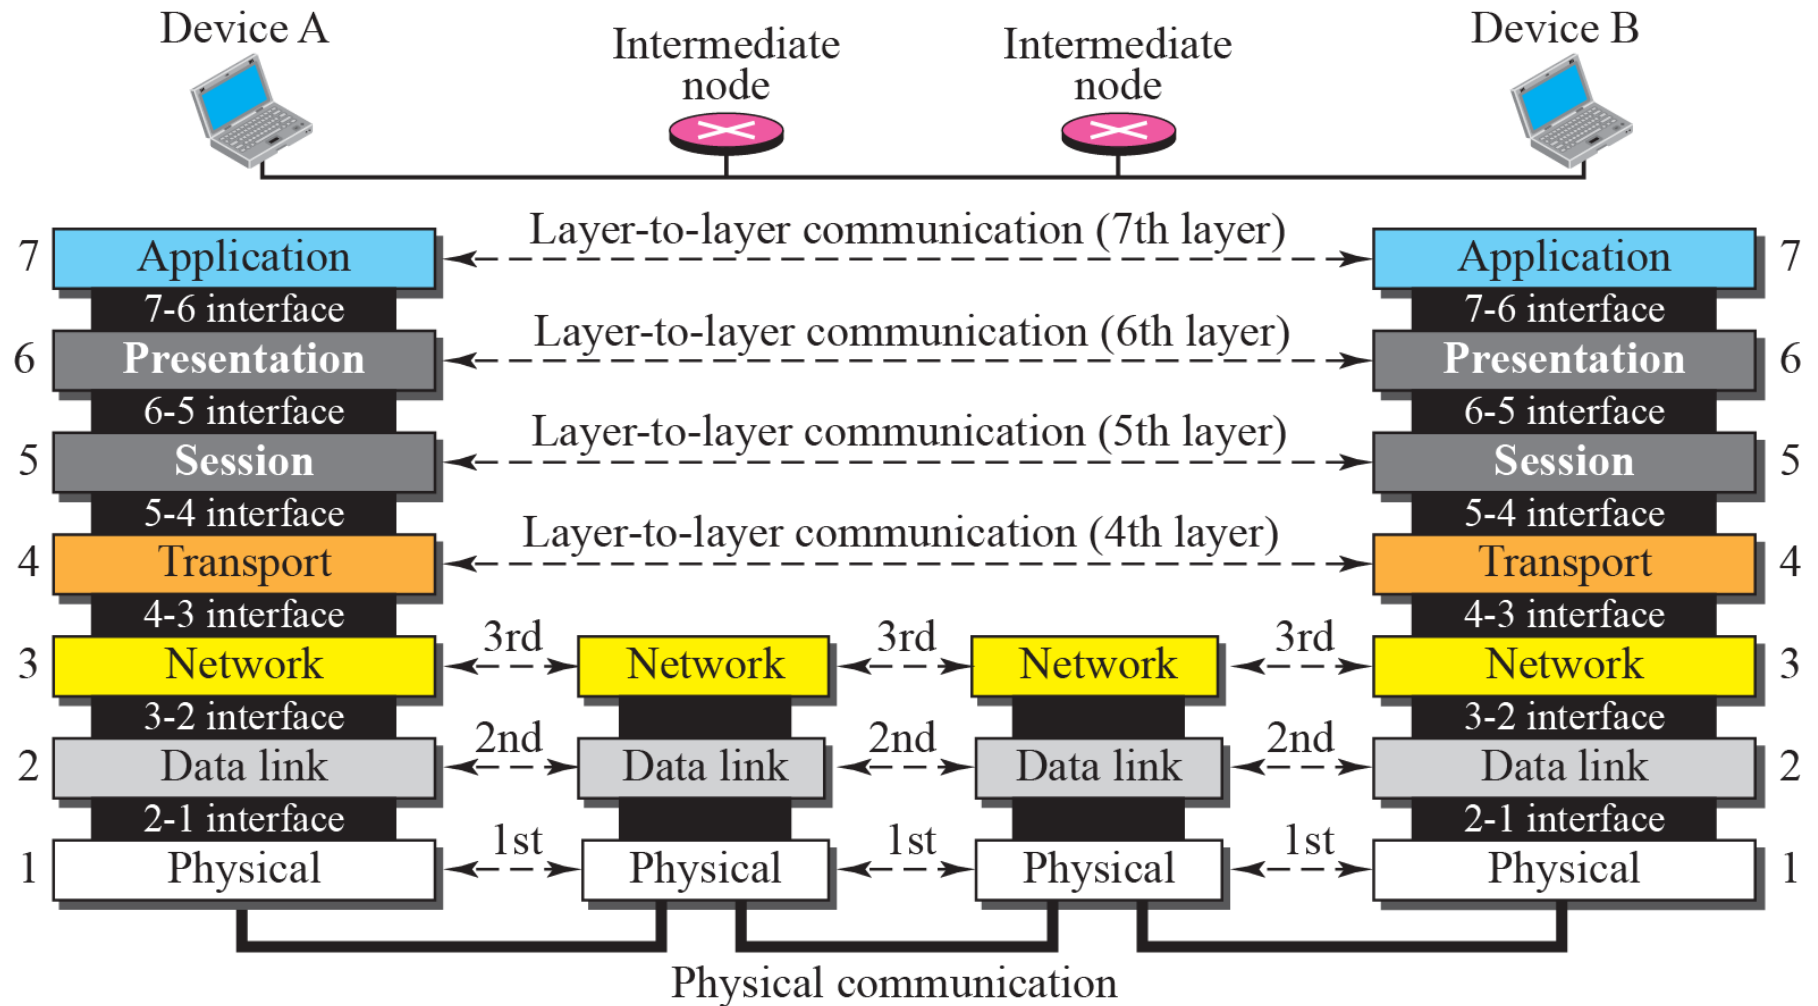 Device A
Intermediate
node
Intermediate
node
Device B
Layer-to-layer communication (7th layer)
7 Application Application 7
7-6 interface 7-6 interface
Layer-to-layer communication (6th layer)
6 Presentation Presentation 6
6-5 interface 6-5 interface
Layer-to-layer communication (5th layer)
5 Session Session 5
5-4 interface 5-4 interface
Layer-to-layer communication (4th layer)
4 Transport Transport 4
4-3 interface 4-3 interface
3rd 3rd 3rd
3 Network Network Network Network 3
3-2 interface 3-2 interface
2nd 2nd 2nd
2 Data link Data link Data link Data link 2
2-1 interface 2-1 interface
1st 1st 1st
1 Physical Physical Physical Physical 1
Physical communication